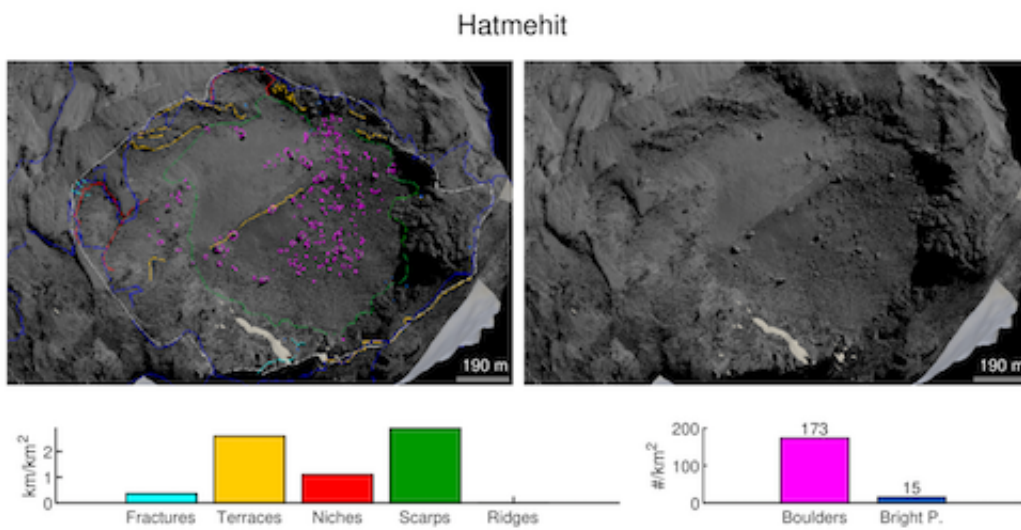 Hatmehit
190 m
190 m
km/km²
2
1
0
Fractures
Terraces
Niches
Scarps
Ridges
#/km²
200
100
0
173
15
Boulders
Bright P.